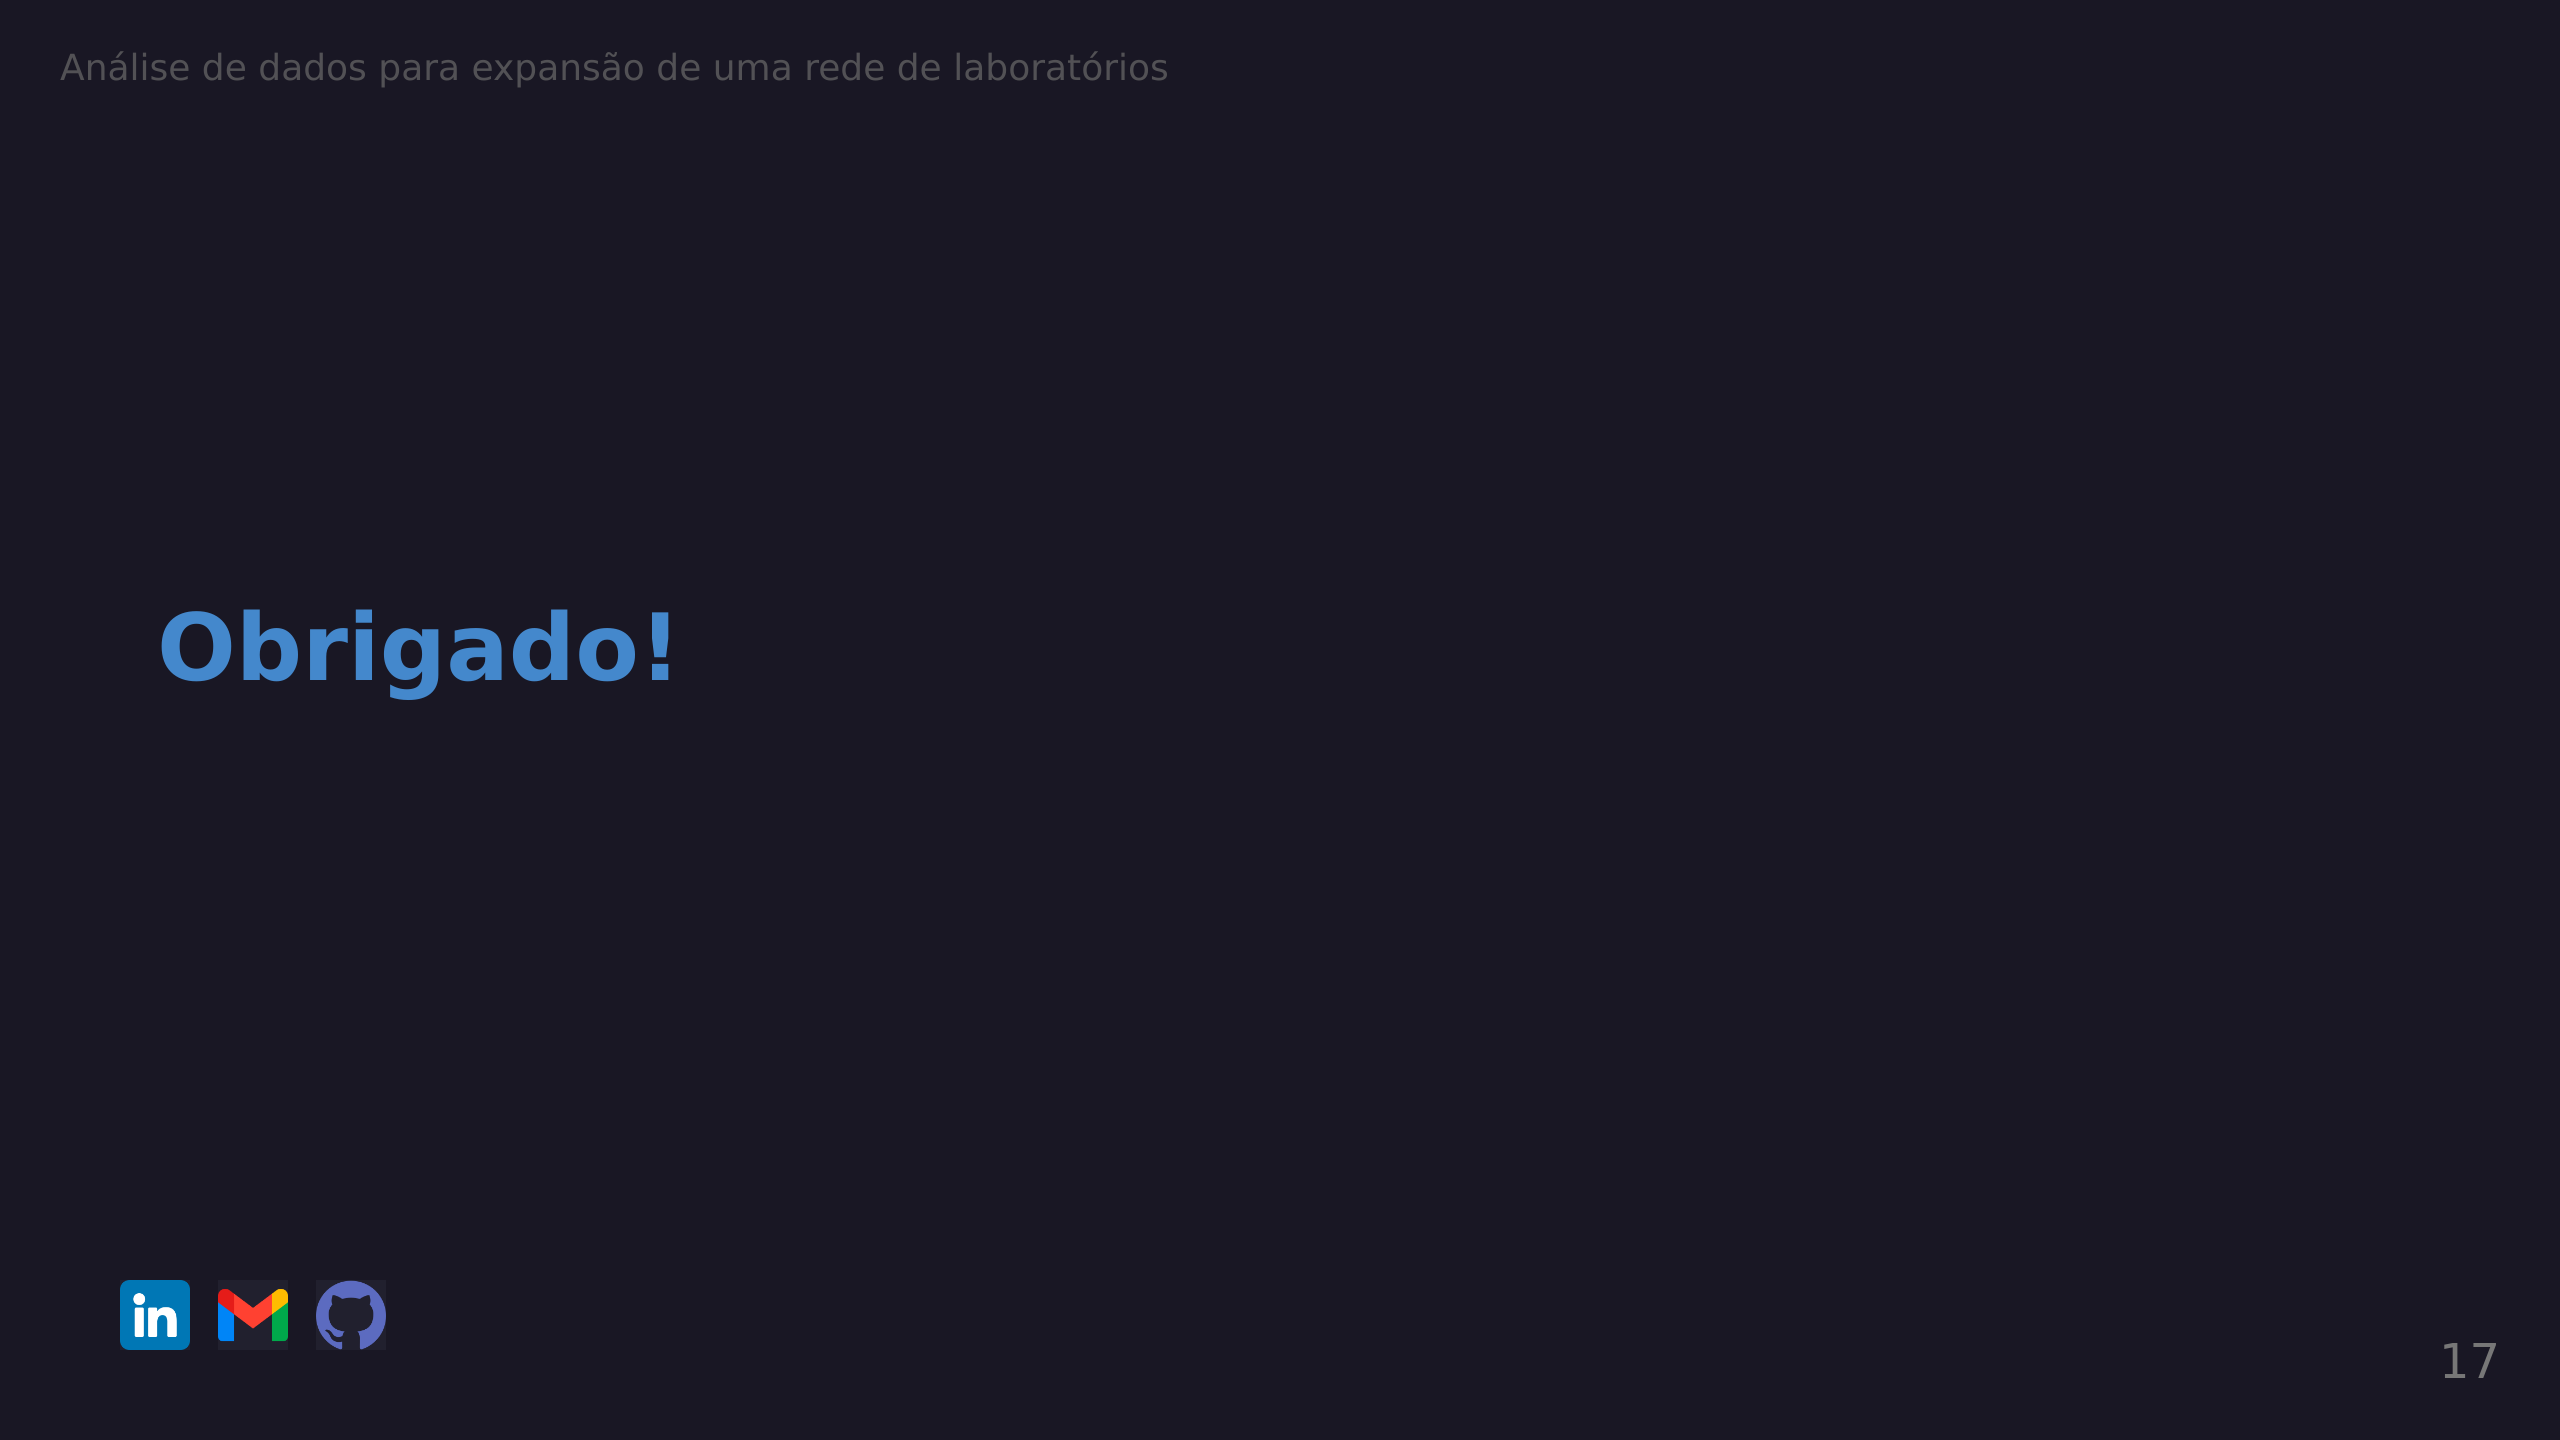 Análise de dados para expansão de uma rede de laboratórios
Obrigado!
in
17